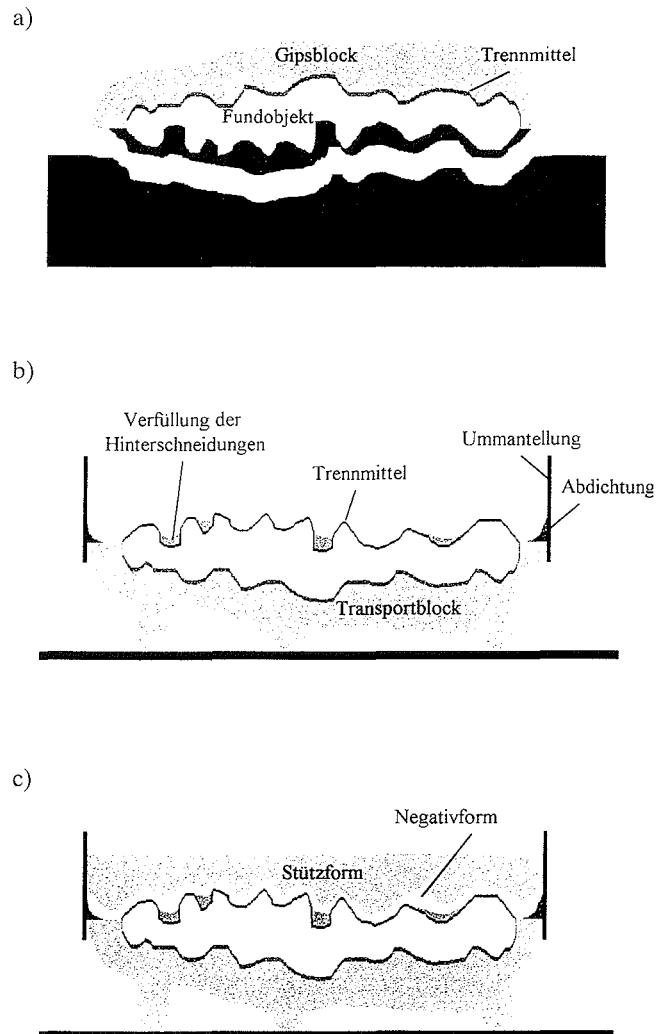 a)
Gipsblock
Trennmittel
Fundobjekt
b)
Verfüllung der
Hinterschneidungen
Ummantellung
Trennmittel
Abdichtung
Transportblock
c)
Negativform
Stützform